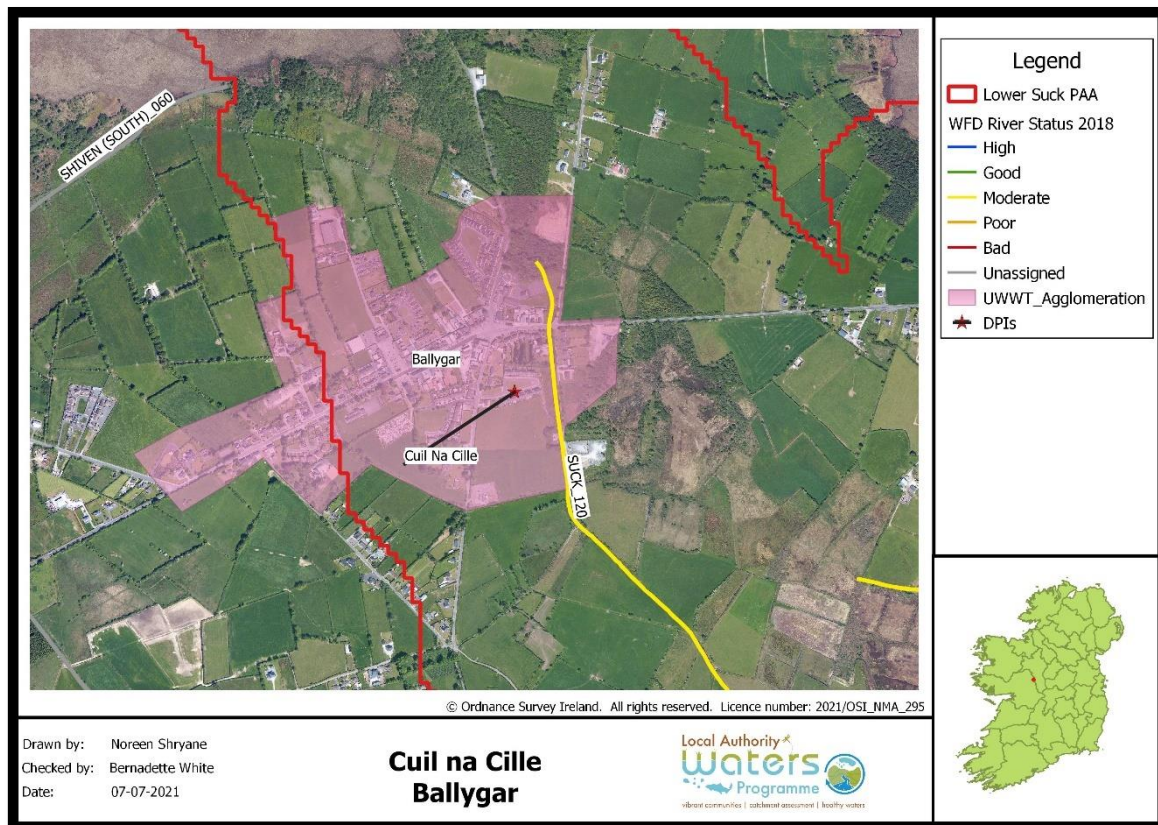 SHIVEN (SOUTH)_060
Ballygar
Cuil Na Cille
SUCK_120
© Ordnance Survey Ireland. All rights reserved. Licence number: 2021/OSI_NMA_295
Legend
Lower Suck PAA
WFD River Status 2018
High
Good
Moderate
Poor
Bad
Unassigned
UWWT_Agglomeration
DPIs
Drawn by: Noreen Shryane
Checked by: Bernadette White
Date: 07-07-2021
Cuil na Cille
Ballygar
Local Authority
Waters
Programme
vibrant communities | catchment assessment | healthy waters